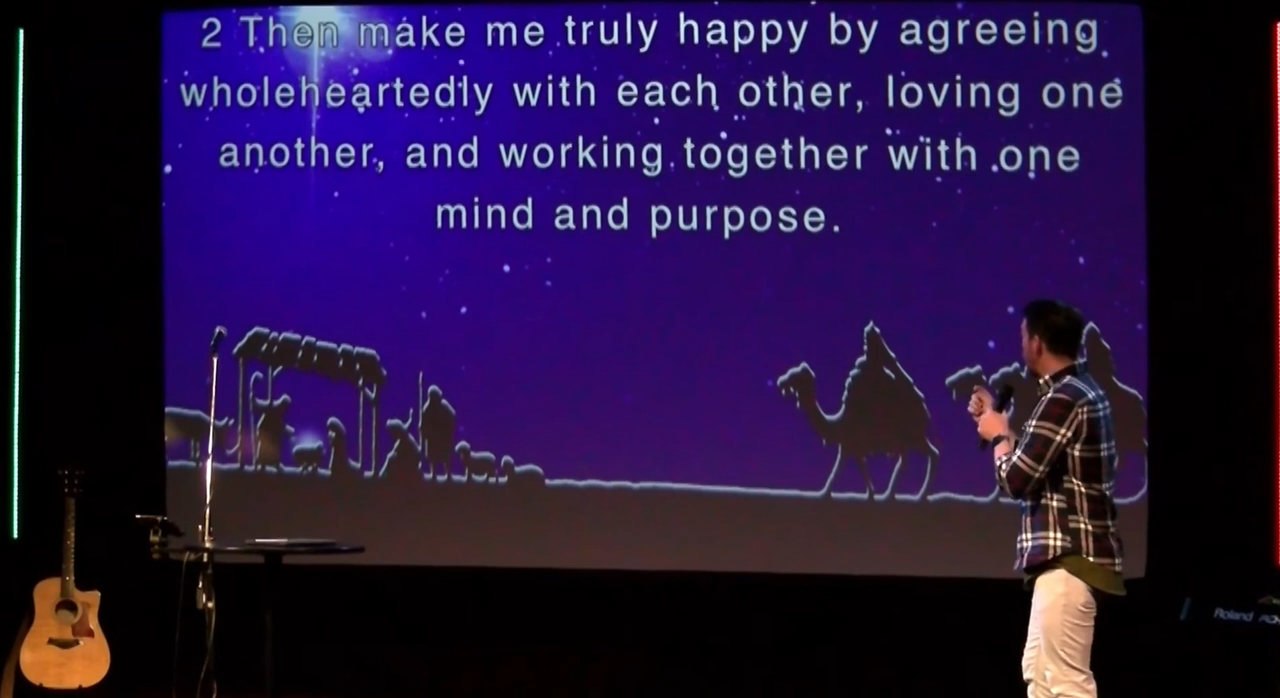 2 Then make me truly happy by agreeing
wholeheartedly with each other, loving one
another, and working together with one
mind and purpose.
Roland